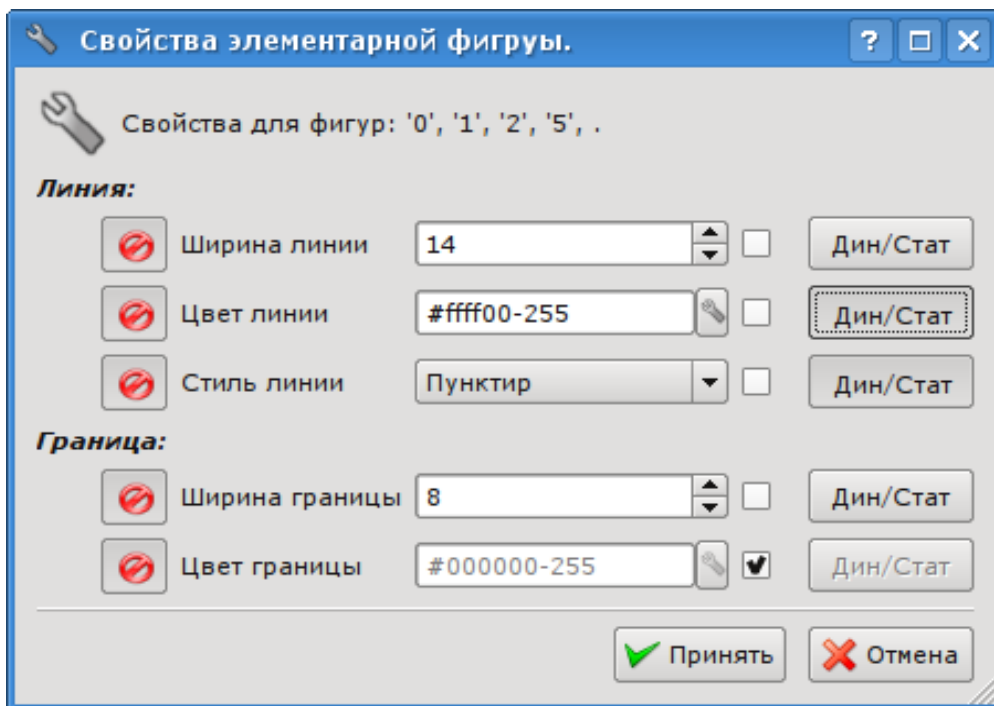 Свойства элементарной фигруы.
Свойства для фигур: '0', '1', '2', '5', .
Линия:
Ширина линии 14 Дин/Стат
Цвет линии #ffff00-255 Дин/Стат
Стиль линии Пунктир Дин/Стат
Граница:
Ширина границы 8 Дин/Стат
Цвет границы #000000-255 Дин/Стат
Принять Отмена